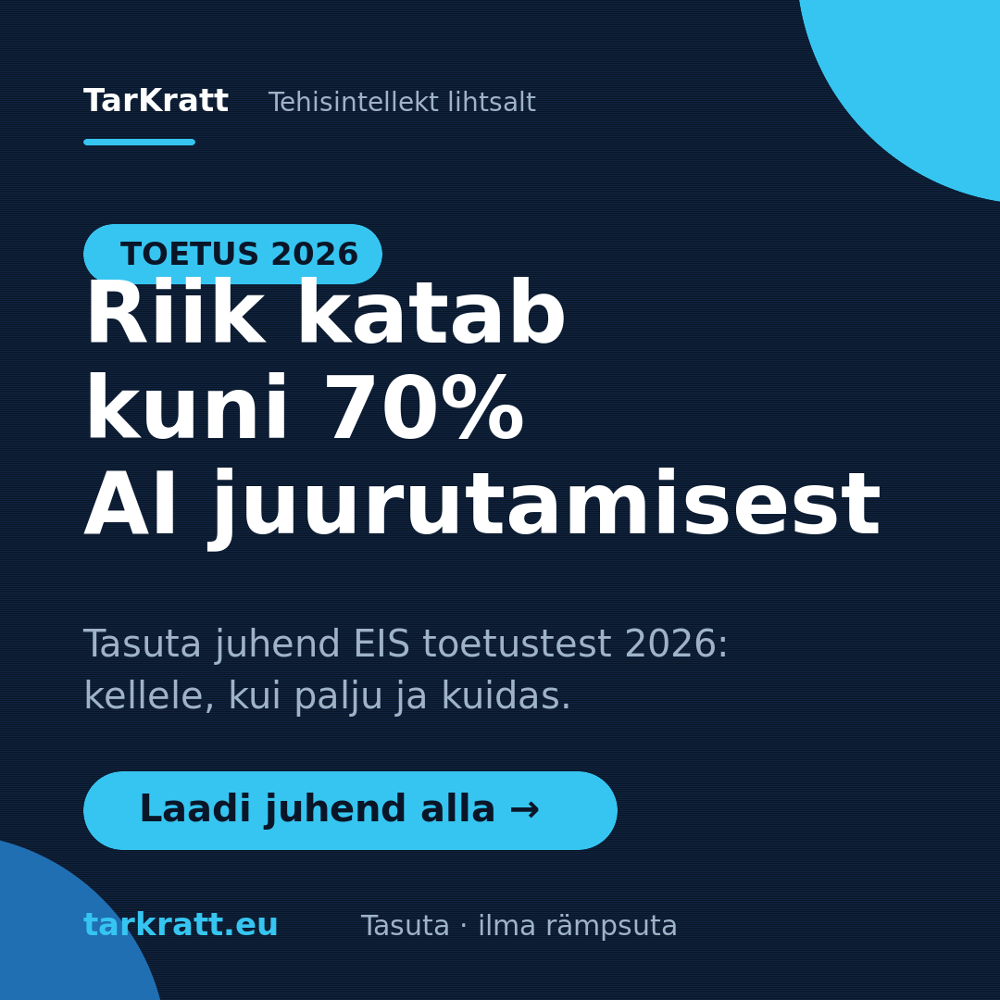 TarKratt Tehisintellekt lihtsalt
TOETUS 2026
Riik katab
kuni 70%
AI juurutamisest
Tasuta juhend EIS toetustest 2026:
kellele, kui palju ja kuidas.
Laadi juhend alla →
tarkratt.eu Tasuta · ilma rämpsuta